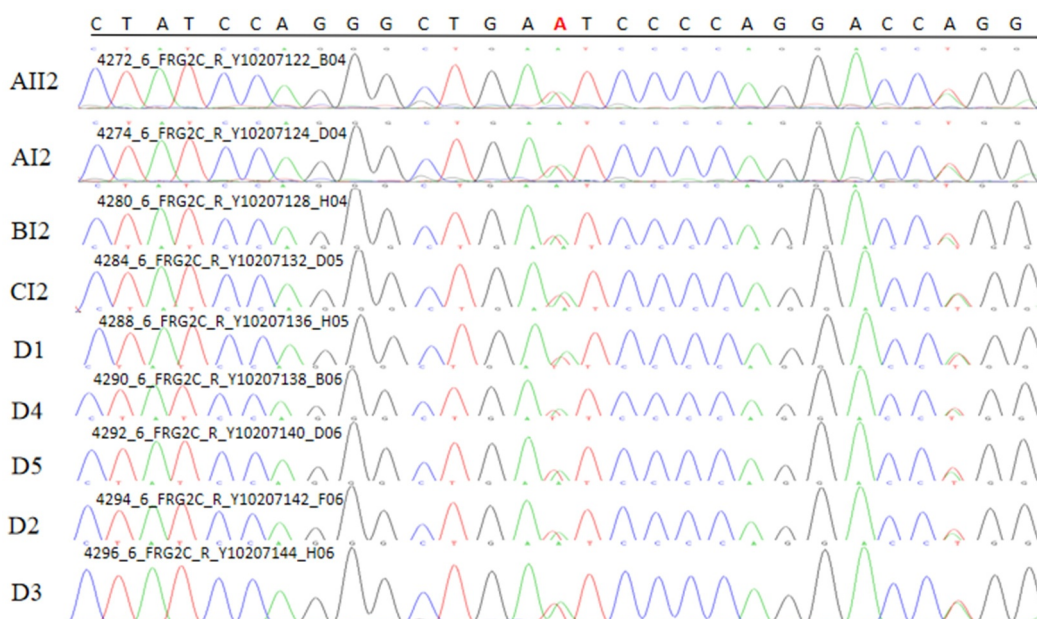 C T A T C C A G G G C T G A A T C C C C A G G A C C A G G
4272_6_FRG2C_R_Y10207122_B04
AII2
4274_6_FRG2C_R_Y10207124_D04
AI2
4280_6_FRG2C_R_Y10207128_H04
BI2
4284_6_FRG2C_R_Y10207132_D05
CI2
4288_6_FRG2C_R_Y10207136_H05
D1
4290_6_FRG2C_R_Y10207138_B06
D4
4292_6_FRG2C_R_Y10207140_D06
D5
4294_6_FRG2C_R_Y10207142_F06
D2
4296_6_FRG2C_R_Y10207144_H06
D3